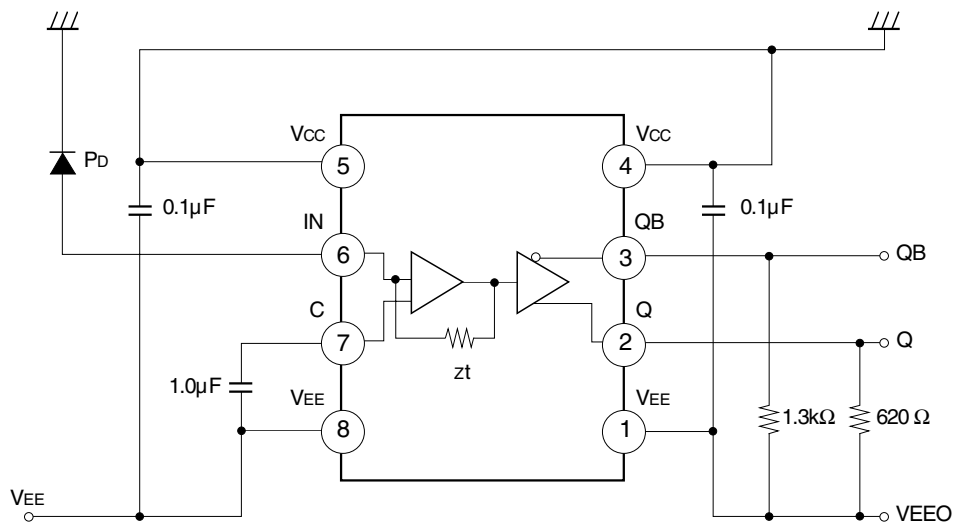 VCC
VCC
PD
5
4
0.1µF
IN
QB
0.1µF
6
3
QB
C
Q
7
2
Q
zt
1.0µF
VEE
VEE
1.3kΩ
620 Ω
8
1
VEE
VEEO